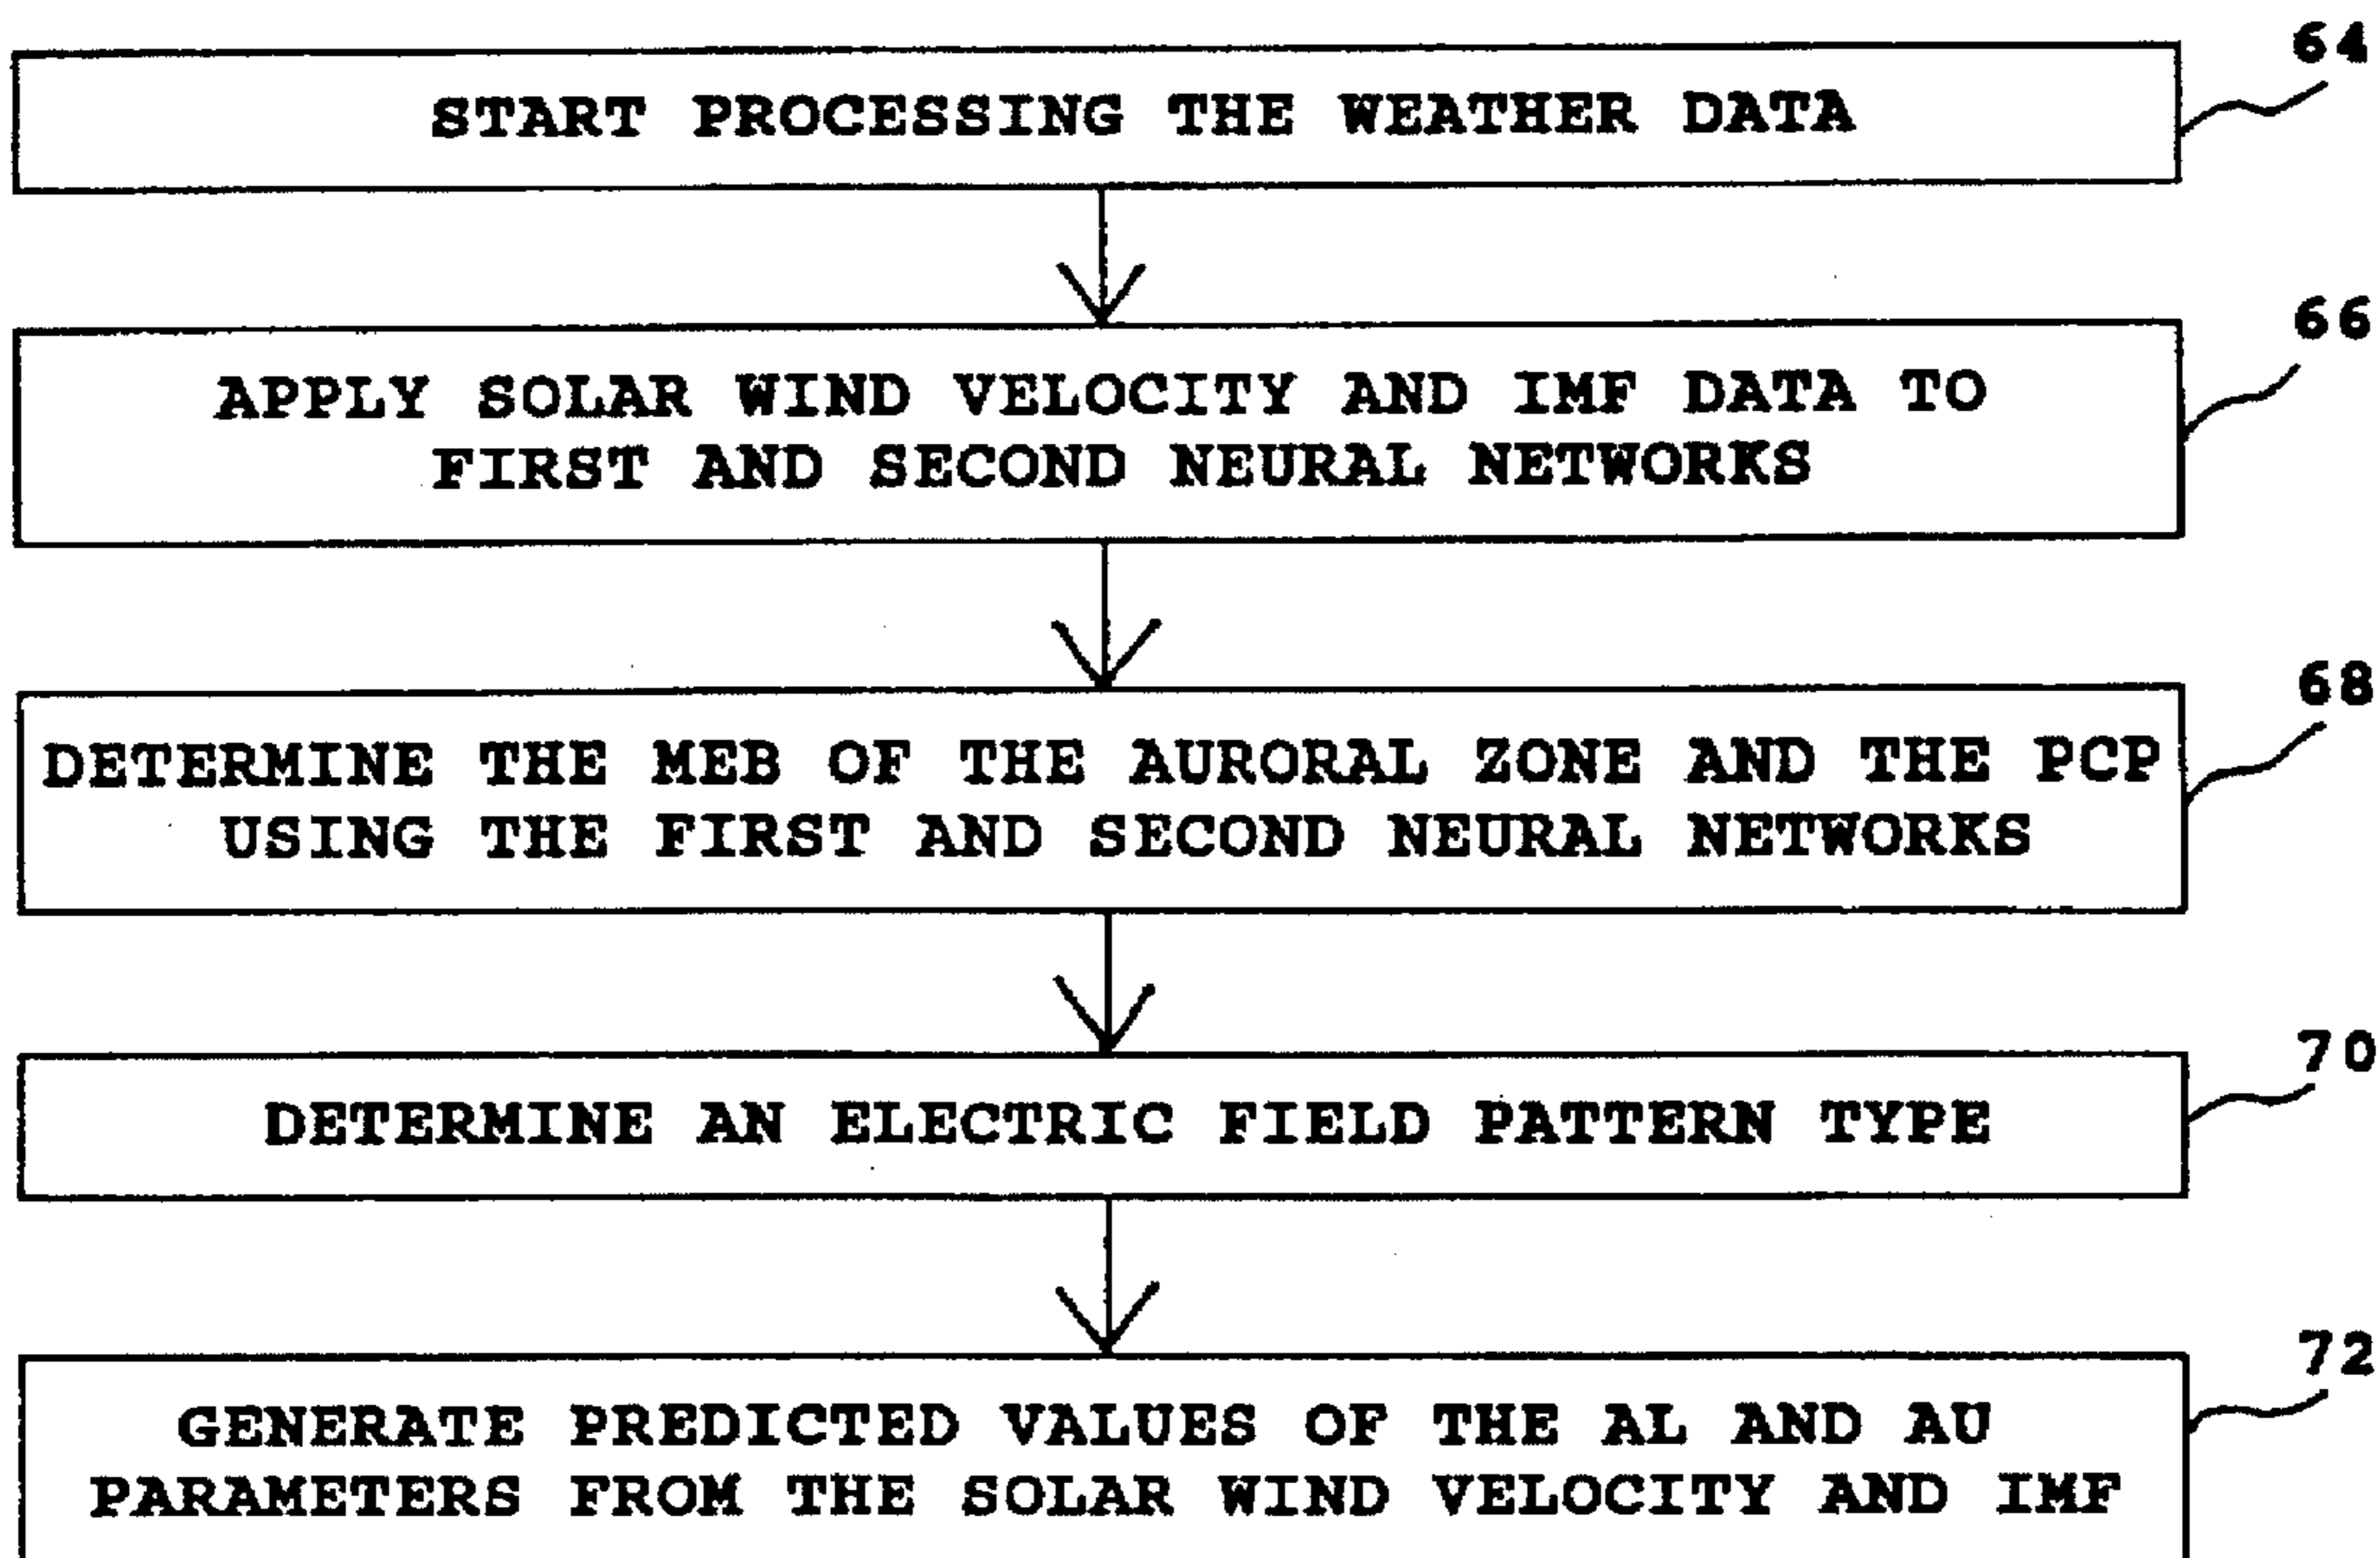 64
START PROCESSING THE WEATHER DATA
66
APPLY SOLAR WIND VELOCITY AND IMF DATA TO
FIRST AND SECOND NEURAL NETWORKS
68
DETERMINE THE MEB OF THE AURORAL ZONE AND THE PCP
USING THE FIRST AND SECOND NEURAL NETWORKS
70
DETERMINE AN ELECTRIC FIELD PATTERN TYPE
72
GENERATE PREDICTED VALUES OF THE AL AND AU
PARAMETERS FROM THE SOLAR WIND VELOCITY AND IMF